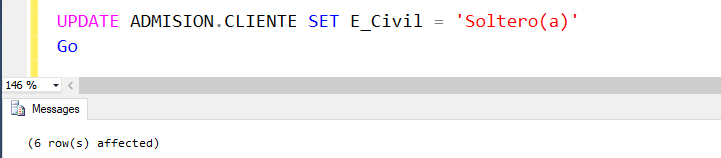 UPDATE ADMISION.CLIENTE SET E_Civil = 'Soltero(a)'
Go
146 %
Messages
(6 row(s) affected)